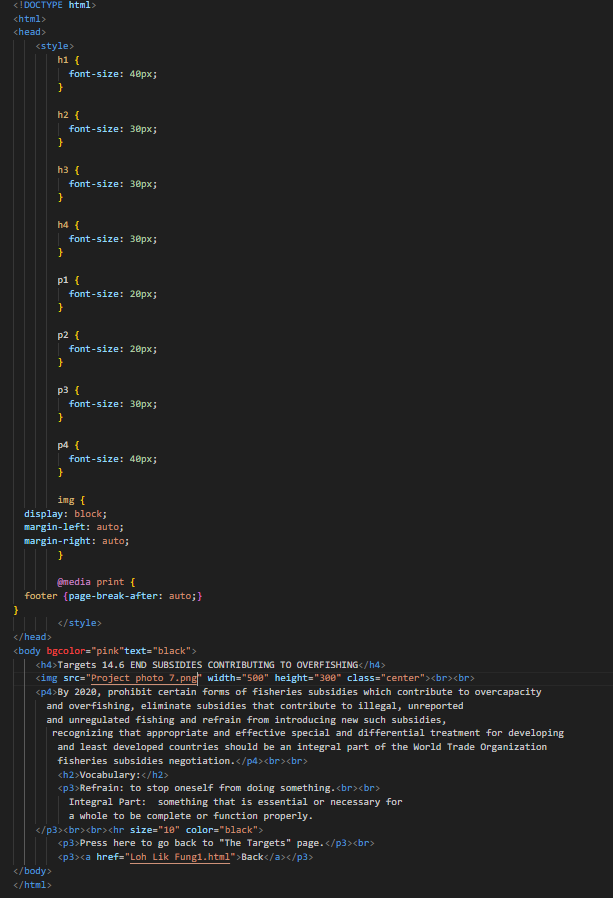 <!DOCTYPE html>
<html>
<head>
<style>
h1 {
font-size: 40px;
}
h2 {
font-size: 30px;
}
h3 {
font-size: 30px;
}
h4 {
font-size: 30px;
}
p1 {
font-size: 20px;
}
p2 {
font-size: 20px;
}
p3 {
font-size: 30px;
}
p4 {
font-size: 40px;
}
img {
display: block;
margin-left: auto;
margin-right: auto;
}
@media print {
footer {page-break-after: auto;}
}
</style>
</head>
<body bgcolor="pink"text="black">
<h4>Targets 14.6 END SUBSIDIES CONTRIBUTING TO OVERFISHING</h4>
<img src="Project photo 7.png" width="500" height="300" class="center"><br><br>
<p4>By 2020, prohibit certain forms of fisheries subsidies which contribute to overcapacity
and overfishing, eliminate subsidies that contribute to illegal, unreported
and unregulated fishing and refrain from introducing new such subsidies,
recognizing that appropriate and effective special and differential treatment for developing
and least developed countries should be an integral part of the World Trade Organization
fisheries subsidies negotiation.</p4><br><br>
<h2>Vocabulary:</h2>
<p3>Refrain: to stop oneself from doing something.<br><br>
Integral Part:  something that is essential or necessary for
a whole to be complete or function properly.
</p3><br><br><hr size="10" color="black">
<p3>Press here to go back to "The Targets" page.</p3><br>
<p3><a href="Loh Lik Fung1.html">Back</a></p3>
</body>
</html>